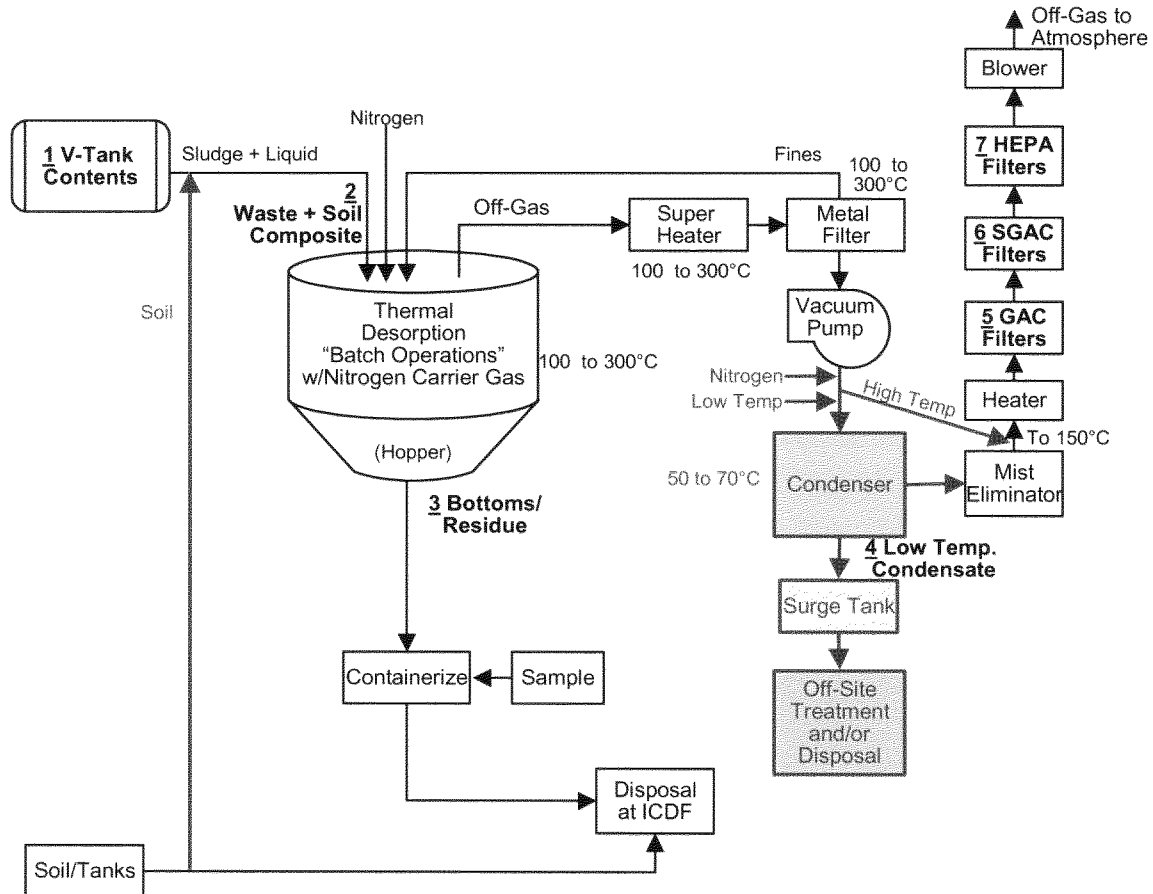 Off-Gas to
Atmosphere
Blower
Nitrogen
1 V-Tank
Contents
Sludge + Liquid
Fines
100 to
300°C
7 HEPA
Filters
2
Waste + Soil
Composite
Off-Gas
Super
Heater
Metal
Filter
6 SGAC
Filters
100 to 300°C
Soil
Thermal
Desorption
"Batch Operations"
w/Nitrogen Carrier Gas
100 to 300°C
Vacuum
Pump
5 GAC
Filters
Nitrogen
Low Temp
High Temp
Heater
To 150°C
(Hopper)
50 to 70°C
Condenser
Mist
Eliminator
3 Bottoms/
Residue
4 Low Temp.
Condensate
Surge Tank
Containerize
Sample
Off-Site
Treatment
and/or
Disposal
Disposal
at ICDF
Soil/Tanks